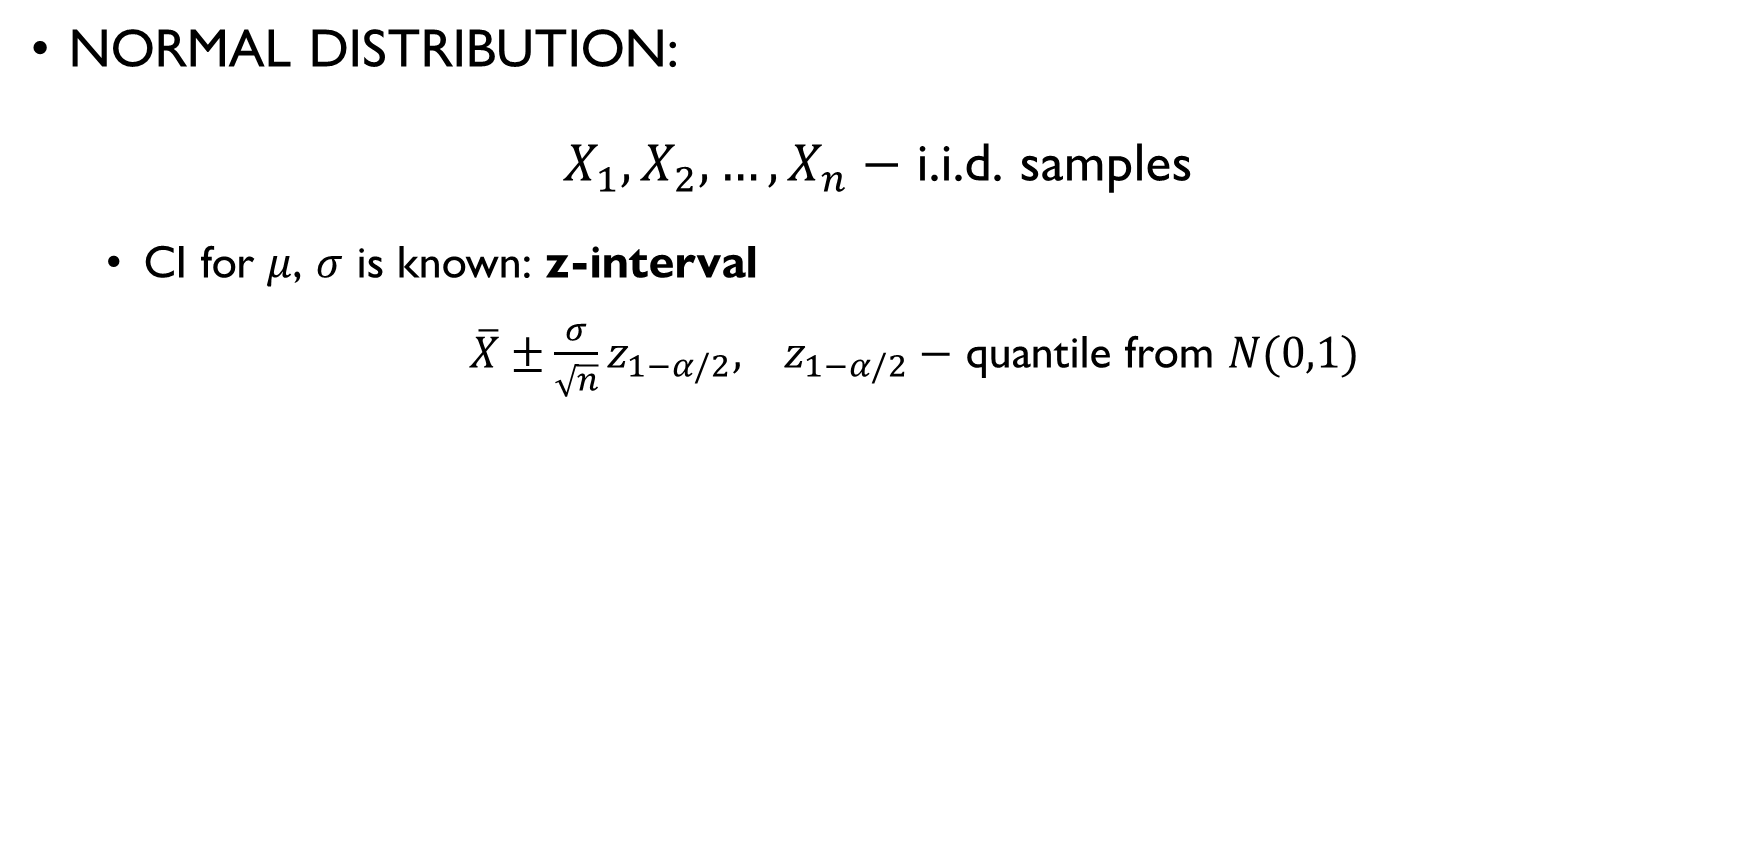 • NORMAL DISTRIBUTION:
X₁, X₂, … , Xₙ − i.i.d. samples
• CI for μ, σ is known: z-interval
X̄ ± σ/√n z₁₋α/₂, z₁₋α/₂ − quantile from N(0,1)